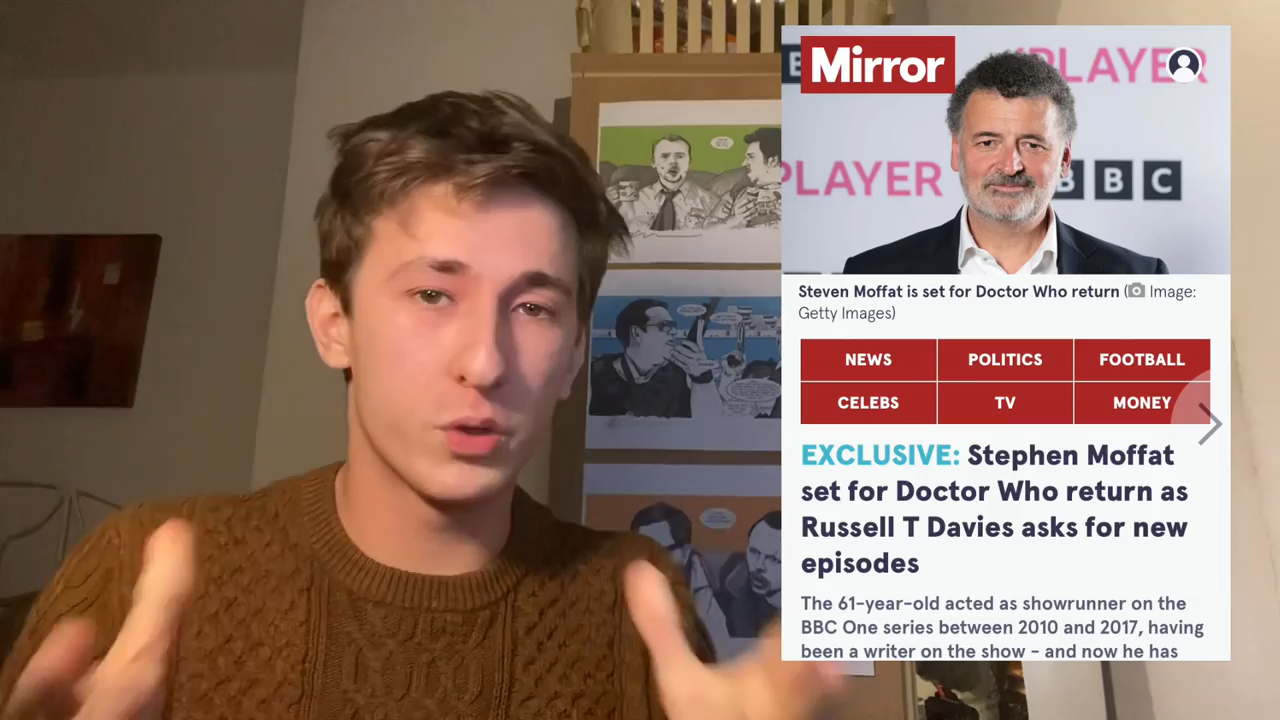 Mirror
PLAYER
PLAYER
BBC
Steven Moffat is set for Doctor Who return ( Image:
Getty Images)
NEWS POLITICS FOOTBALL
CELEBS TV MONEY
EXCLUSIVE: Stephen Moffat
set for Doctor Who return as
Russell T Davies asks for new
episodes
The 61-year-old acted as showrunner on the
BBC One series between 2010 and 2017, having
been a writer on the show - and now he has